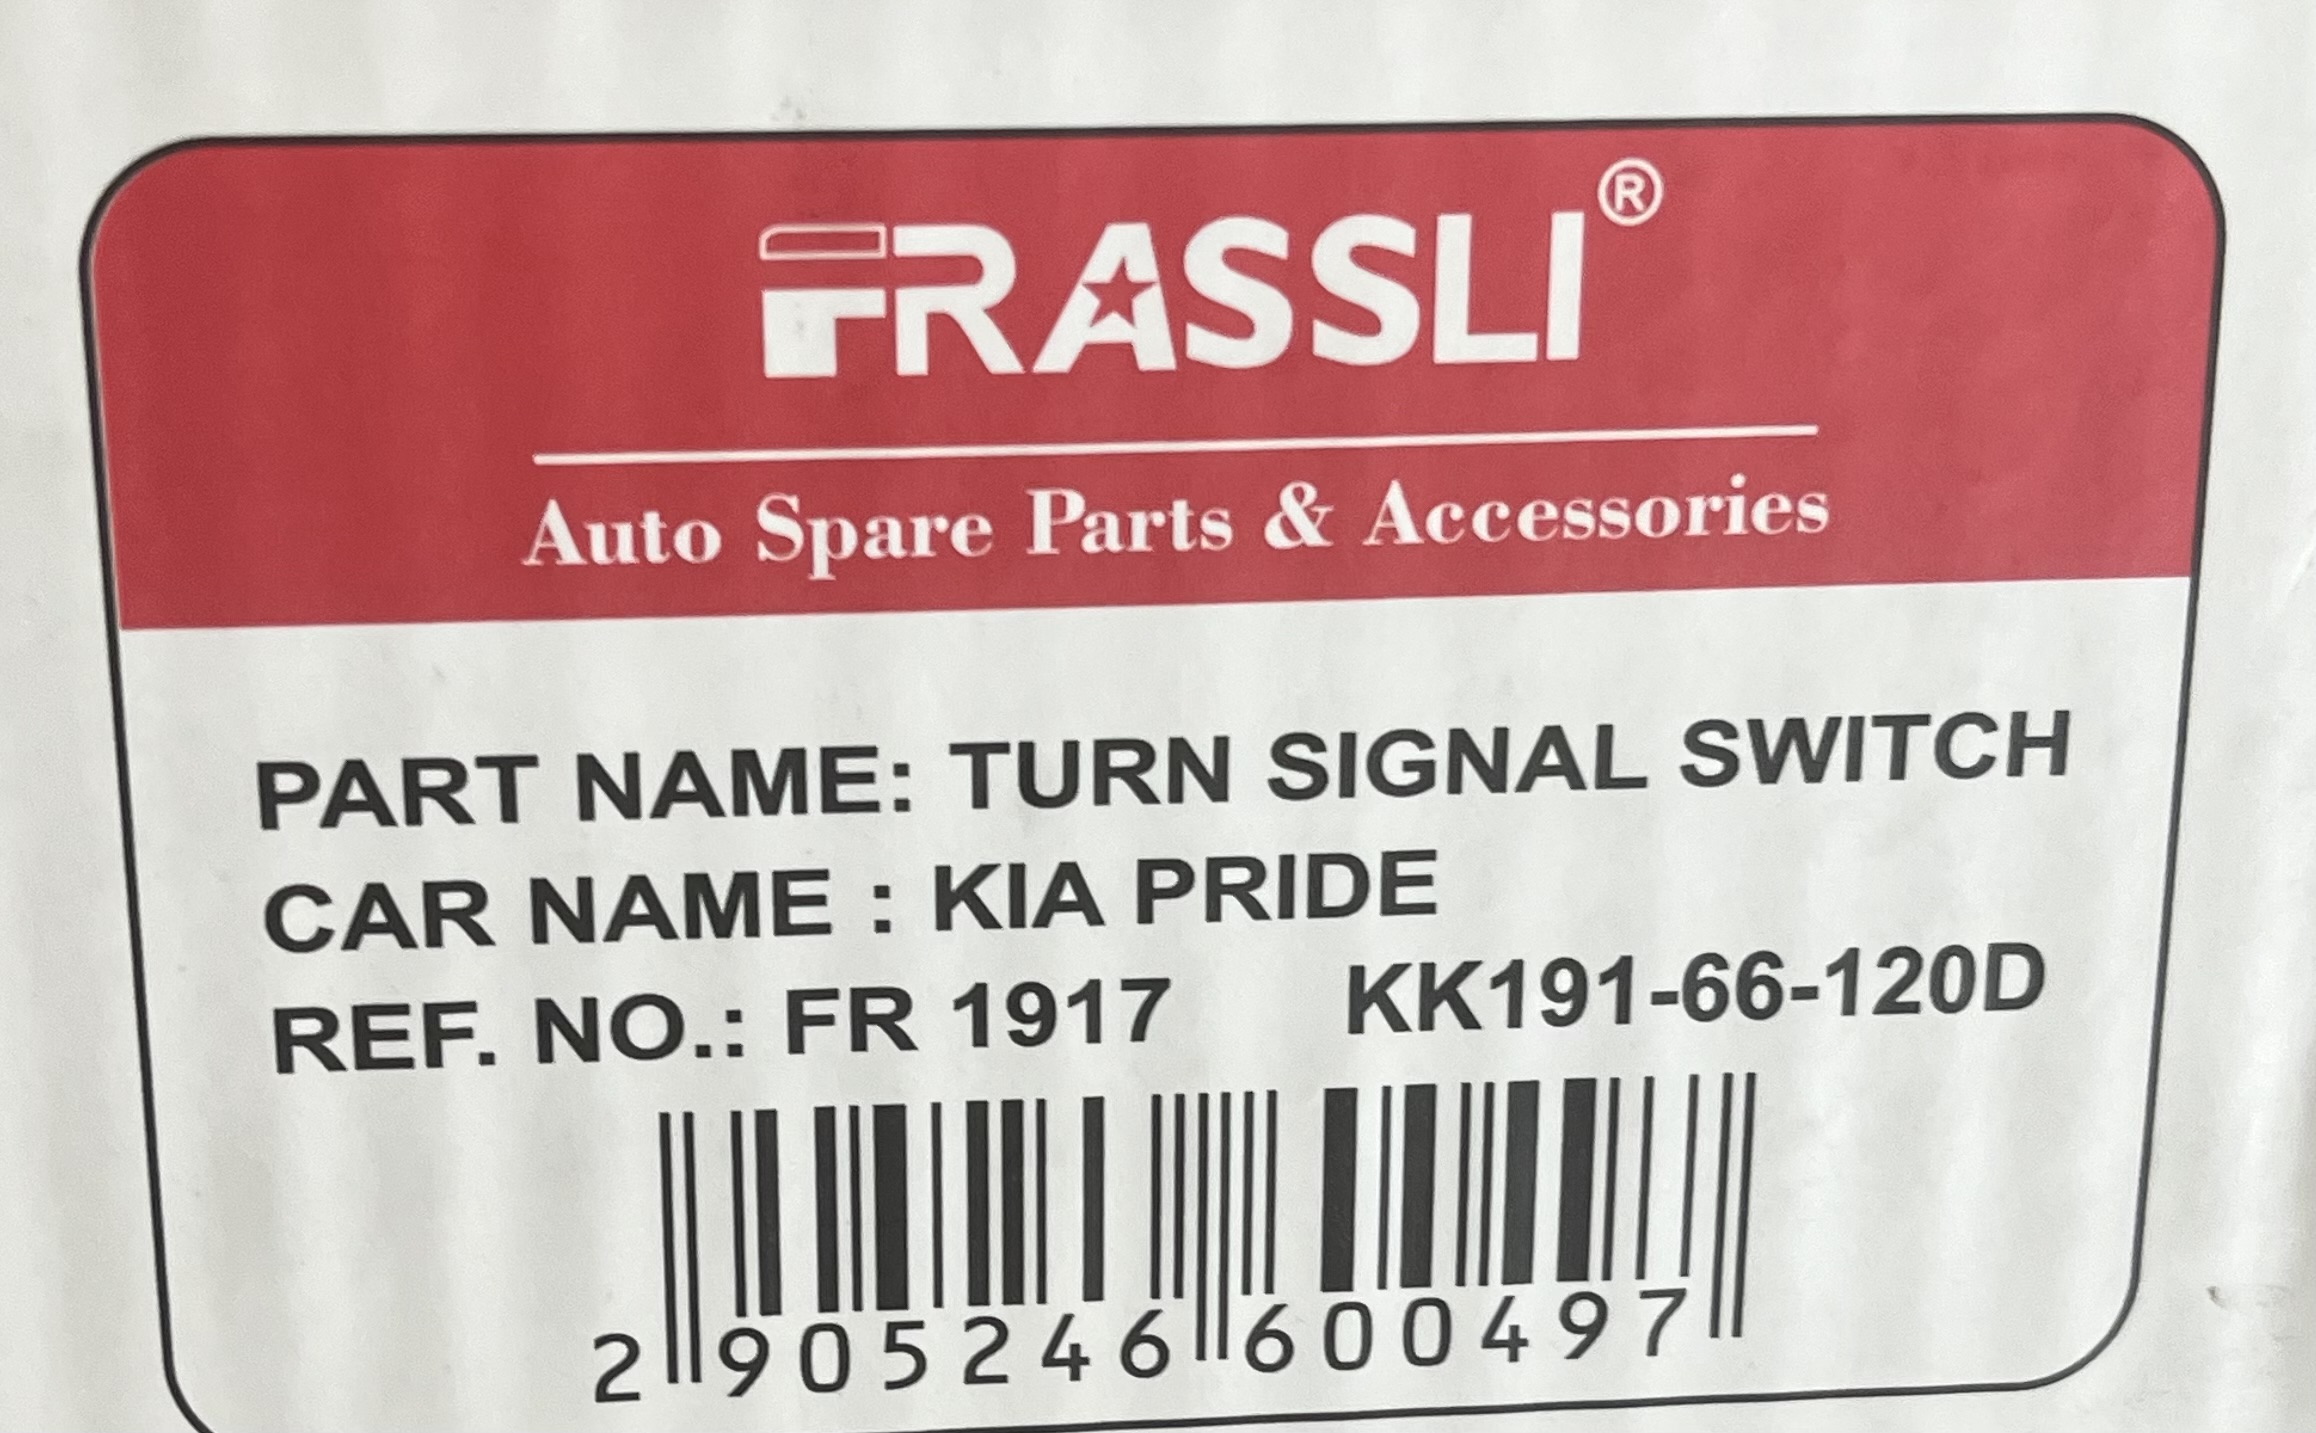 FRASSLI®
Auto Spare Parts & Accessories
PART NAME: TURN SIGNAL SWITCH
CAR NAME : KIA PRIDE
REF. NO.: FR 1917 KK191-66-120D
2 905246 600497